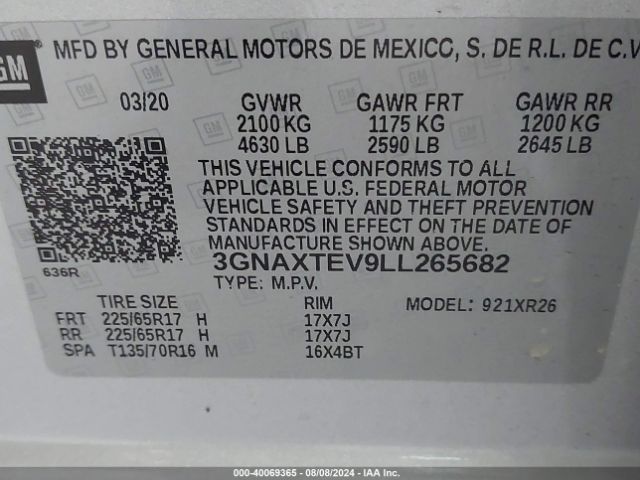 GM
MFD BY GENERAL MOTORS DE MEXICO, S. DE R.L. DE C.V
03/20 GVWR GAWR FRT GAWR RR
2100 KG 1175 KG 1200 KG
4630 LB 2590 LB 2645 LB
THIS VEHICLE CONFORMS TO ALL
APPLICABLE U.S. FEDERAL MOTOR
VEHICLE SAFETY AND THEFT PREVENTION
STANDARDS IN EFFECT ON THE DATE OF
MANUFACTURE SHOWN ABOVE.
636R 3GNAXTEV9LL265682
TYPE: M.P.V.
TIRE SIZE RIM MODEL: 921XR26
FRT 225/65R17 H 17X7J
RR 225/65R17 H 17X7J
SPA T135/70R16 M 16X4BT
000-40069365 - 08/08/2024 - IAA Inc.